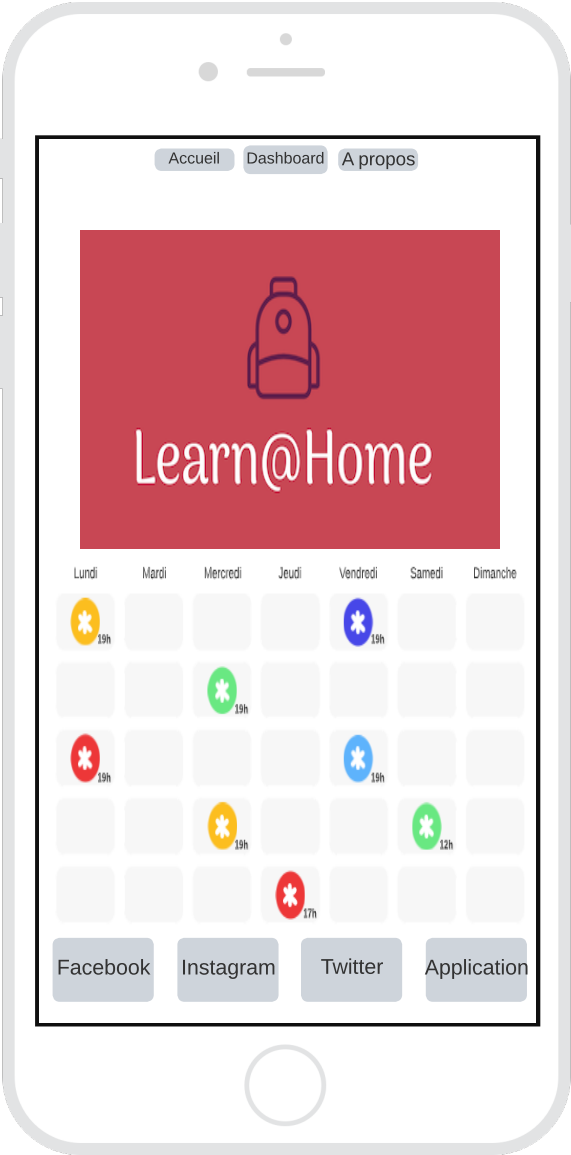 Accueil Dashboard A propos
Learn@Home
Lundi Mardi Mercredi Jeudi Vendredi Samedi Dimanche
19h 19h
19h
19h 19h
19h 12h
17h
Facebook Instagram Twitter Application